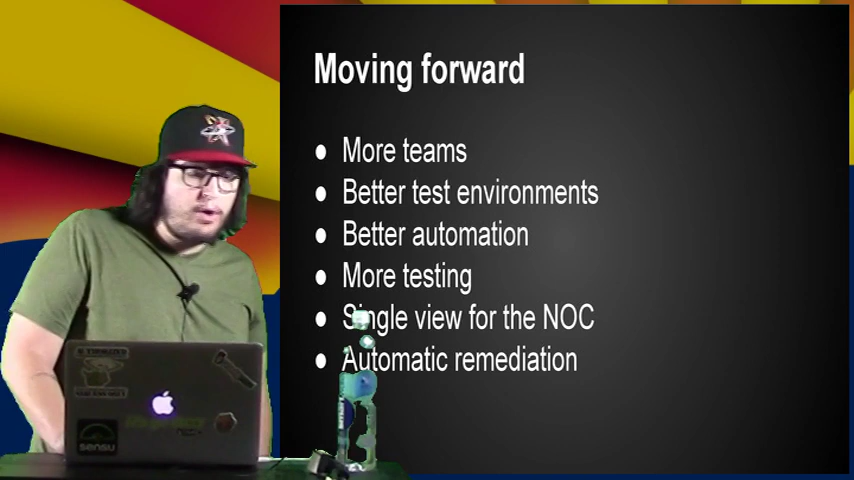 Moving forward
● More teams
● Better test environments
● Better automation
● More testing
● Single view for the NOC
● Automatic remediation
sensu